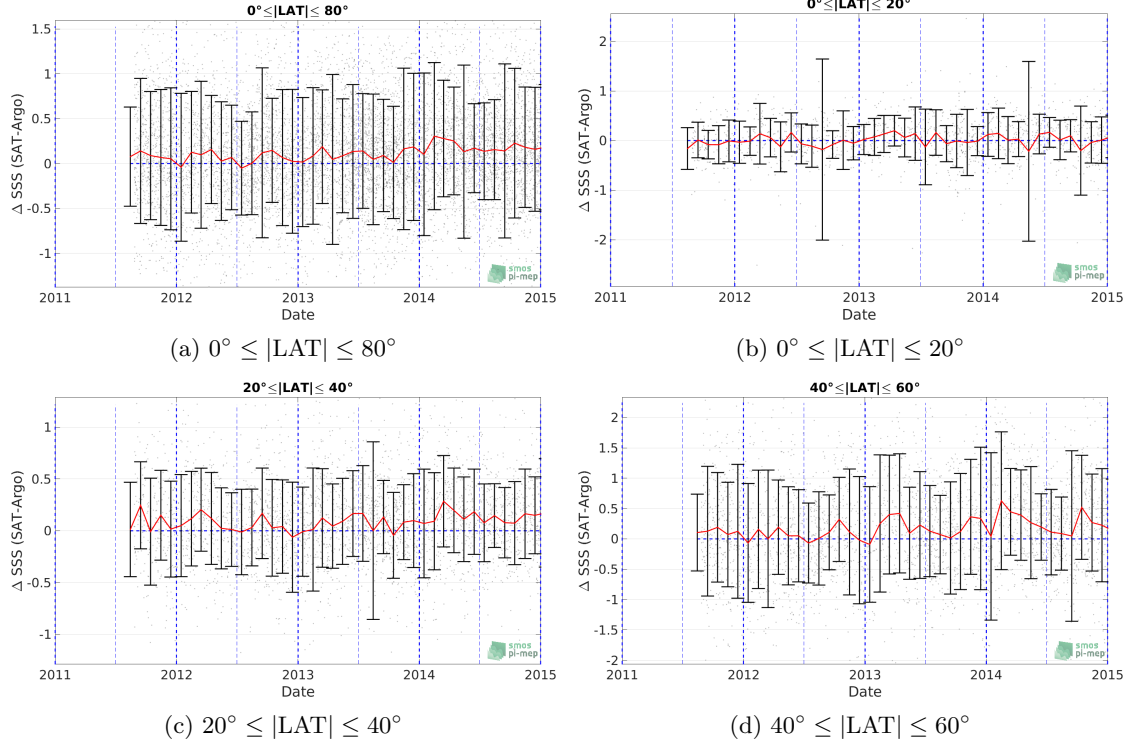 0°≤|LAT|≤ 80°
1.5
1
0.5
0
-0.5
-1
Δ SSS (SAT-Argo)
smos
pi-mep
2011 2012 2013 2014 2015
Date
(a) 0° ≤ |LAT| ≤ 80°
0°≤|LAT|≤ 20°
2
1
0
-1
-2
Δ SSS (SAT-Argo)
smos
pi-mep
2011 2012 2013 2014 2015
Date
(b) 0° ≤ |LAT| ≤ 20°
20°≤|LAT|≤ 40°
1
0.5
0
-0.5
-1
Δ SSS (SAT-Argo)
smos
pi-mep
2011 2012 2013 2014 2015
Date
(c) 20° ≤ |LAT| ≤ 40°
40°≤|LAT|≤ 60°
2
1.5
1
0.5
0
-0.5
-1
-1.5
-2
Δ SSS (SAT-Argo)
smos
pi-mep
2011 2012 2013 2014 2015
Date
(d) 40° ≤ |LAT| ≤ 60°